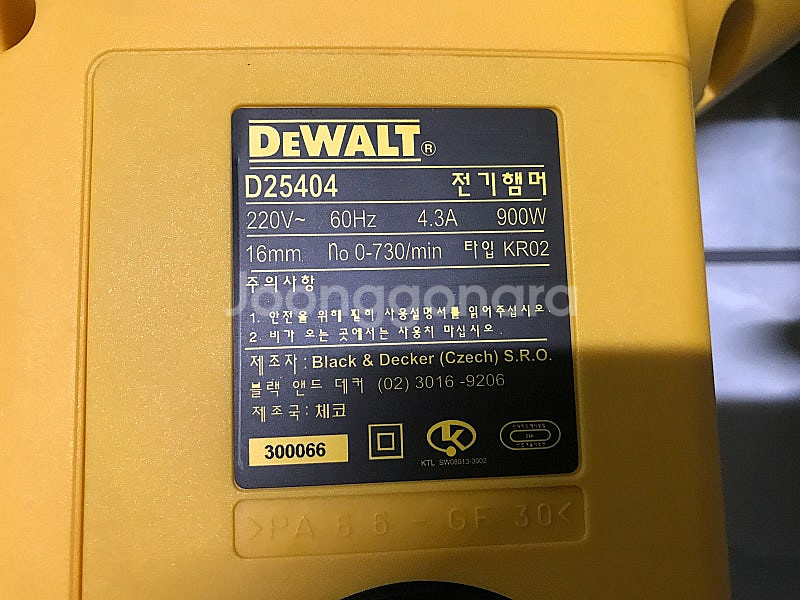 DEWALT®
D25404 전기햄머
220V~ 60Hz 4.3A 900W
16mm no 0-730/min 타입 KR02
주의사항
1. 안전을 위해 필히 사용설명서를 읽어주십시오
2. 비가 오는 곳에서는 사용치 마십시오.
Joonggonara
제조자 : Black & Decker (Czech) S.R.O.
블랙 앤드 데커 (02) 3016 -9206
제조국 : 체코
300066
KTL SW08013-3002
>PA 6.6 - GF 30<